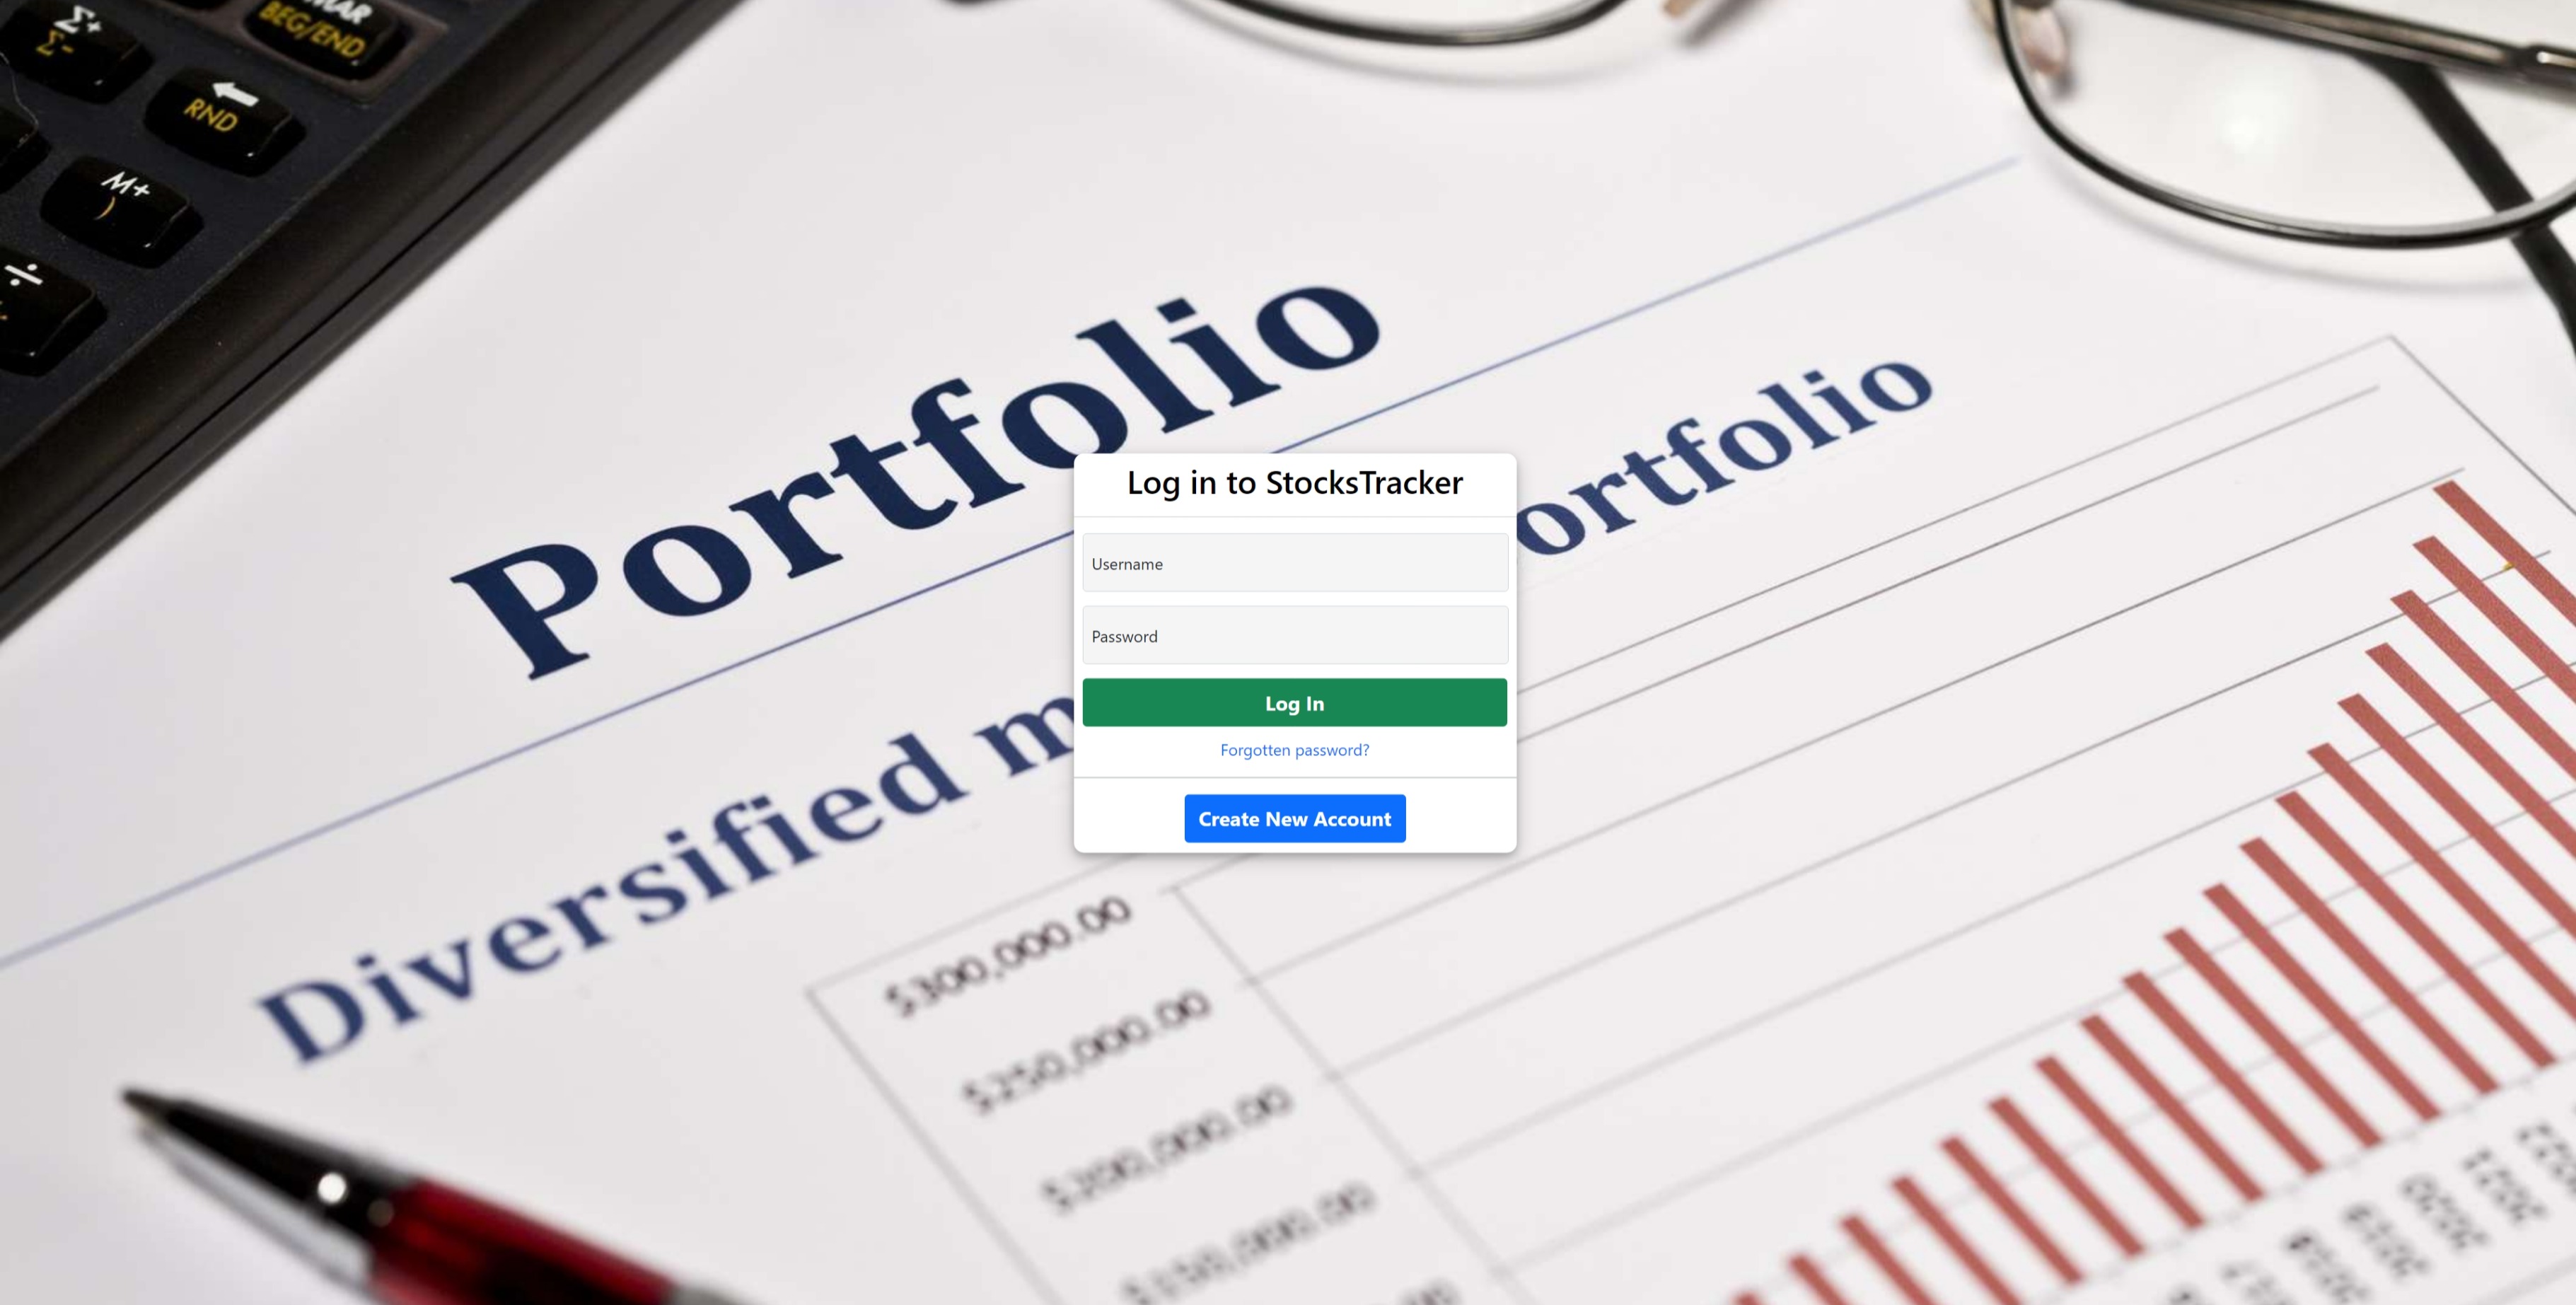 Σ+
Σ-
MAR
BEG/END
RND
M+
)
÷
Portfolio
ortfolio
Diversified m
Log in to StocksTracker
Username
Password
Log In
Forgotten password?
Create New Account
$300,000.00
$250,000.00
$200,000.00
$150,000.00